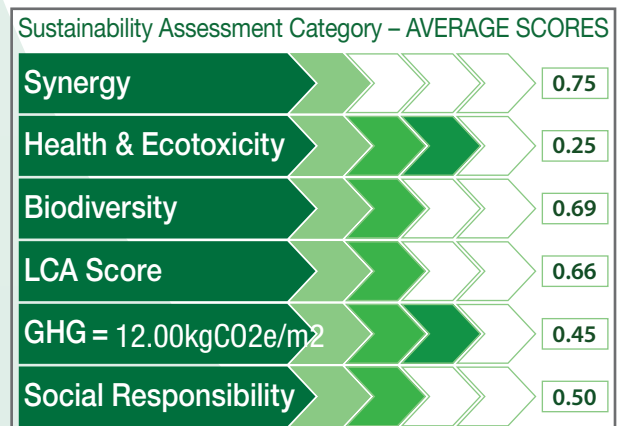 Sustainability Assessment Category – AVERAGE SCORES
Synergy 0.75
Health & Ecotoxicity 0.25
Biodiversity 0.69
LCA Score 0.66
GHG = 12.00kgCO2e/m2 0.45
Social Responsibility 0.50